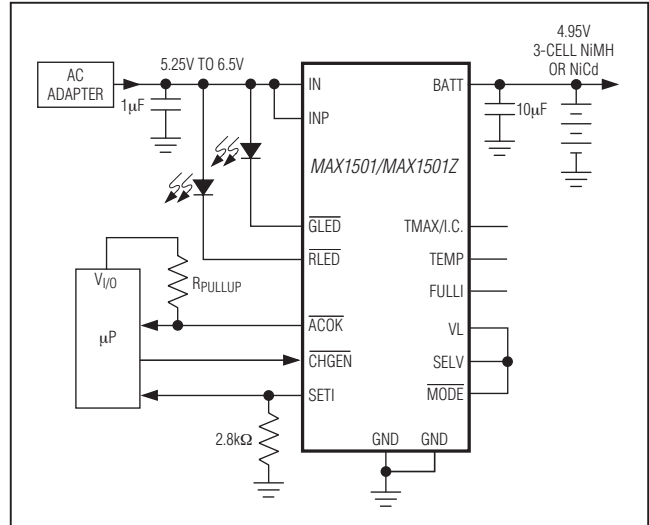 4.95V
3-CELL NiMH
OR NiCd
5.25V TO 6.5V
AC
ADAPTER
1µF
IN
BATT
INP
10µF
MAX1501/MAX1501Z
GLED
TMAX/I.C.
RLED
TEMP
VI/O
RPULLUP
FULLI
µP
ACOK
VL
CHGEN
SELV
SETI
MODE
2.8kΩ
GND
GND